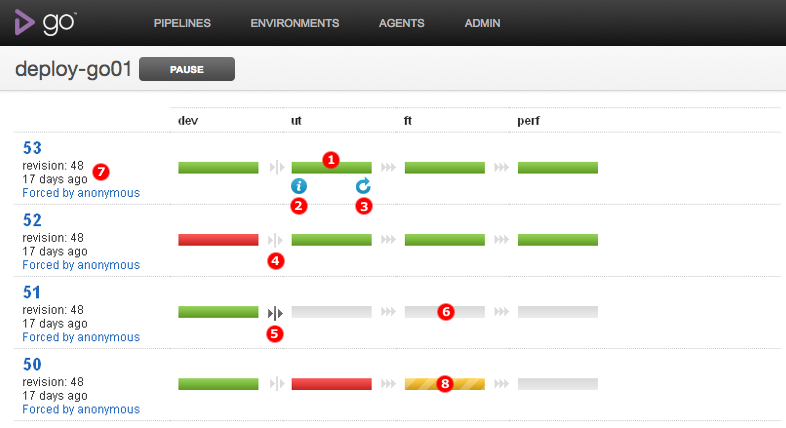 go™ PIPELINES ENVIRONMENTS AGENTS ADMIN
deploy-go01 PAUSE
dev ut ft perf
53
revision: 48
17 days ago
Forced by anonymous
1
7
i
2 3
52
revision: 48
17 days ago
Forced by anonymous
4
51
revision: 48
17 days ago
Forced by anonymous
6
5
50
revision: 48
17 days ago
Forced by anonymous
8